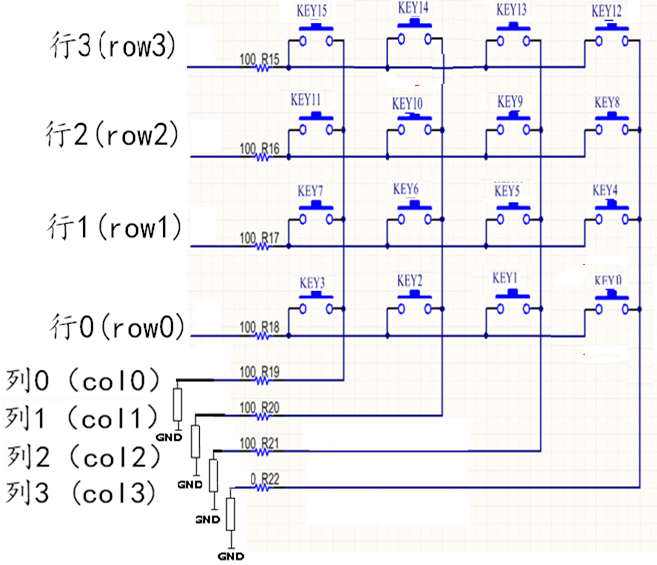 KEY15 KEY14 KEY13 KEY12
行3(row3)
100 R15
KEY11 KEY10 KEY9 KEY8
行2(row2)
100 R16
KEY7 KEY6 KEY5 KEY4
行1(row1)
100 R17
KEY3 KEY2 KEY1 KEY0
行0(row0)
100 R18
列0 (col0)
100 R19
列1 (col1)
100 R20
GND
列2 (col2)
100 R21
GND
列3 (col3)
0 R22
GND
GND